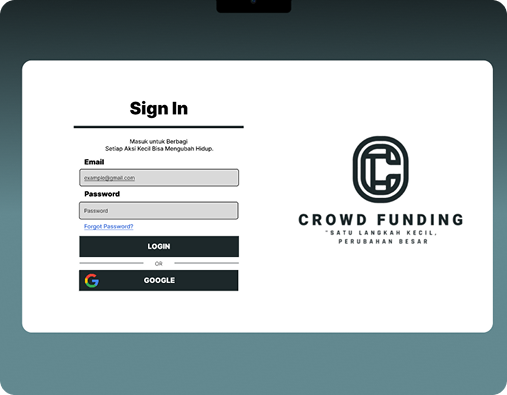 Sign In
Masuk untuk Berbagi
Setiap Aksi Kecil Bisa Mengubah Hidup.
Email
example@gmail.com
Password
Password
Forgot Password?
LOGIN
OR
GOOGLE
CROWD FUNDING
"SATU LANGKAH KECIL,
PERUBAHAN BESAR